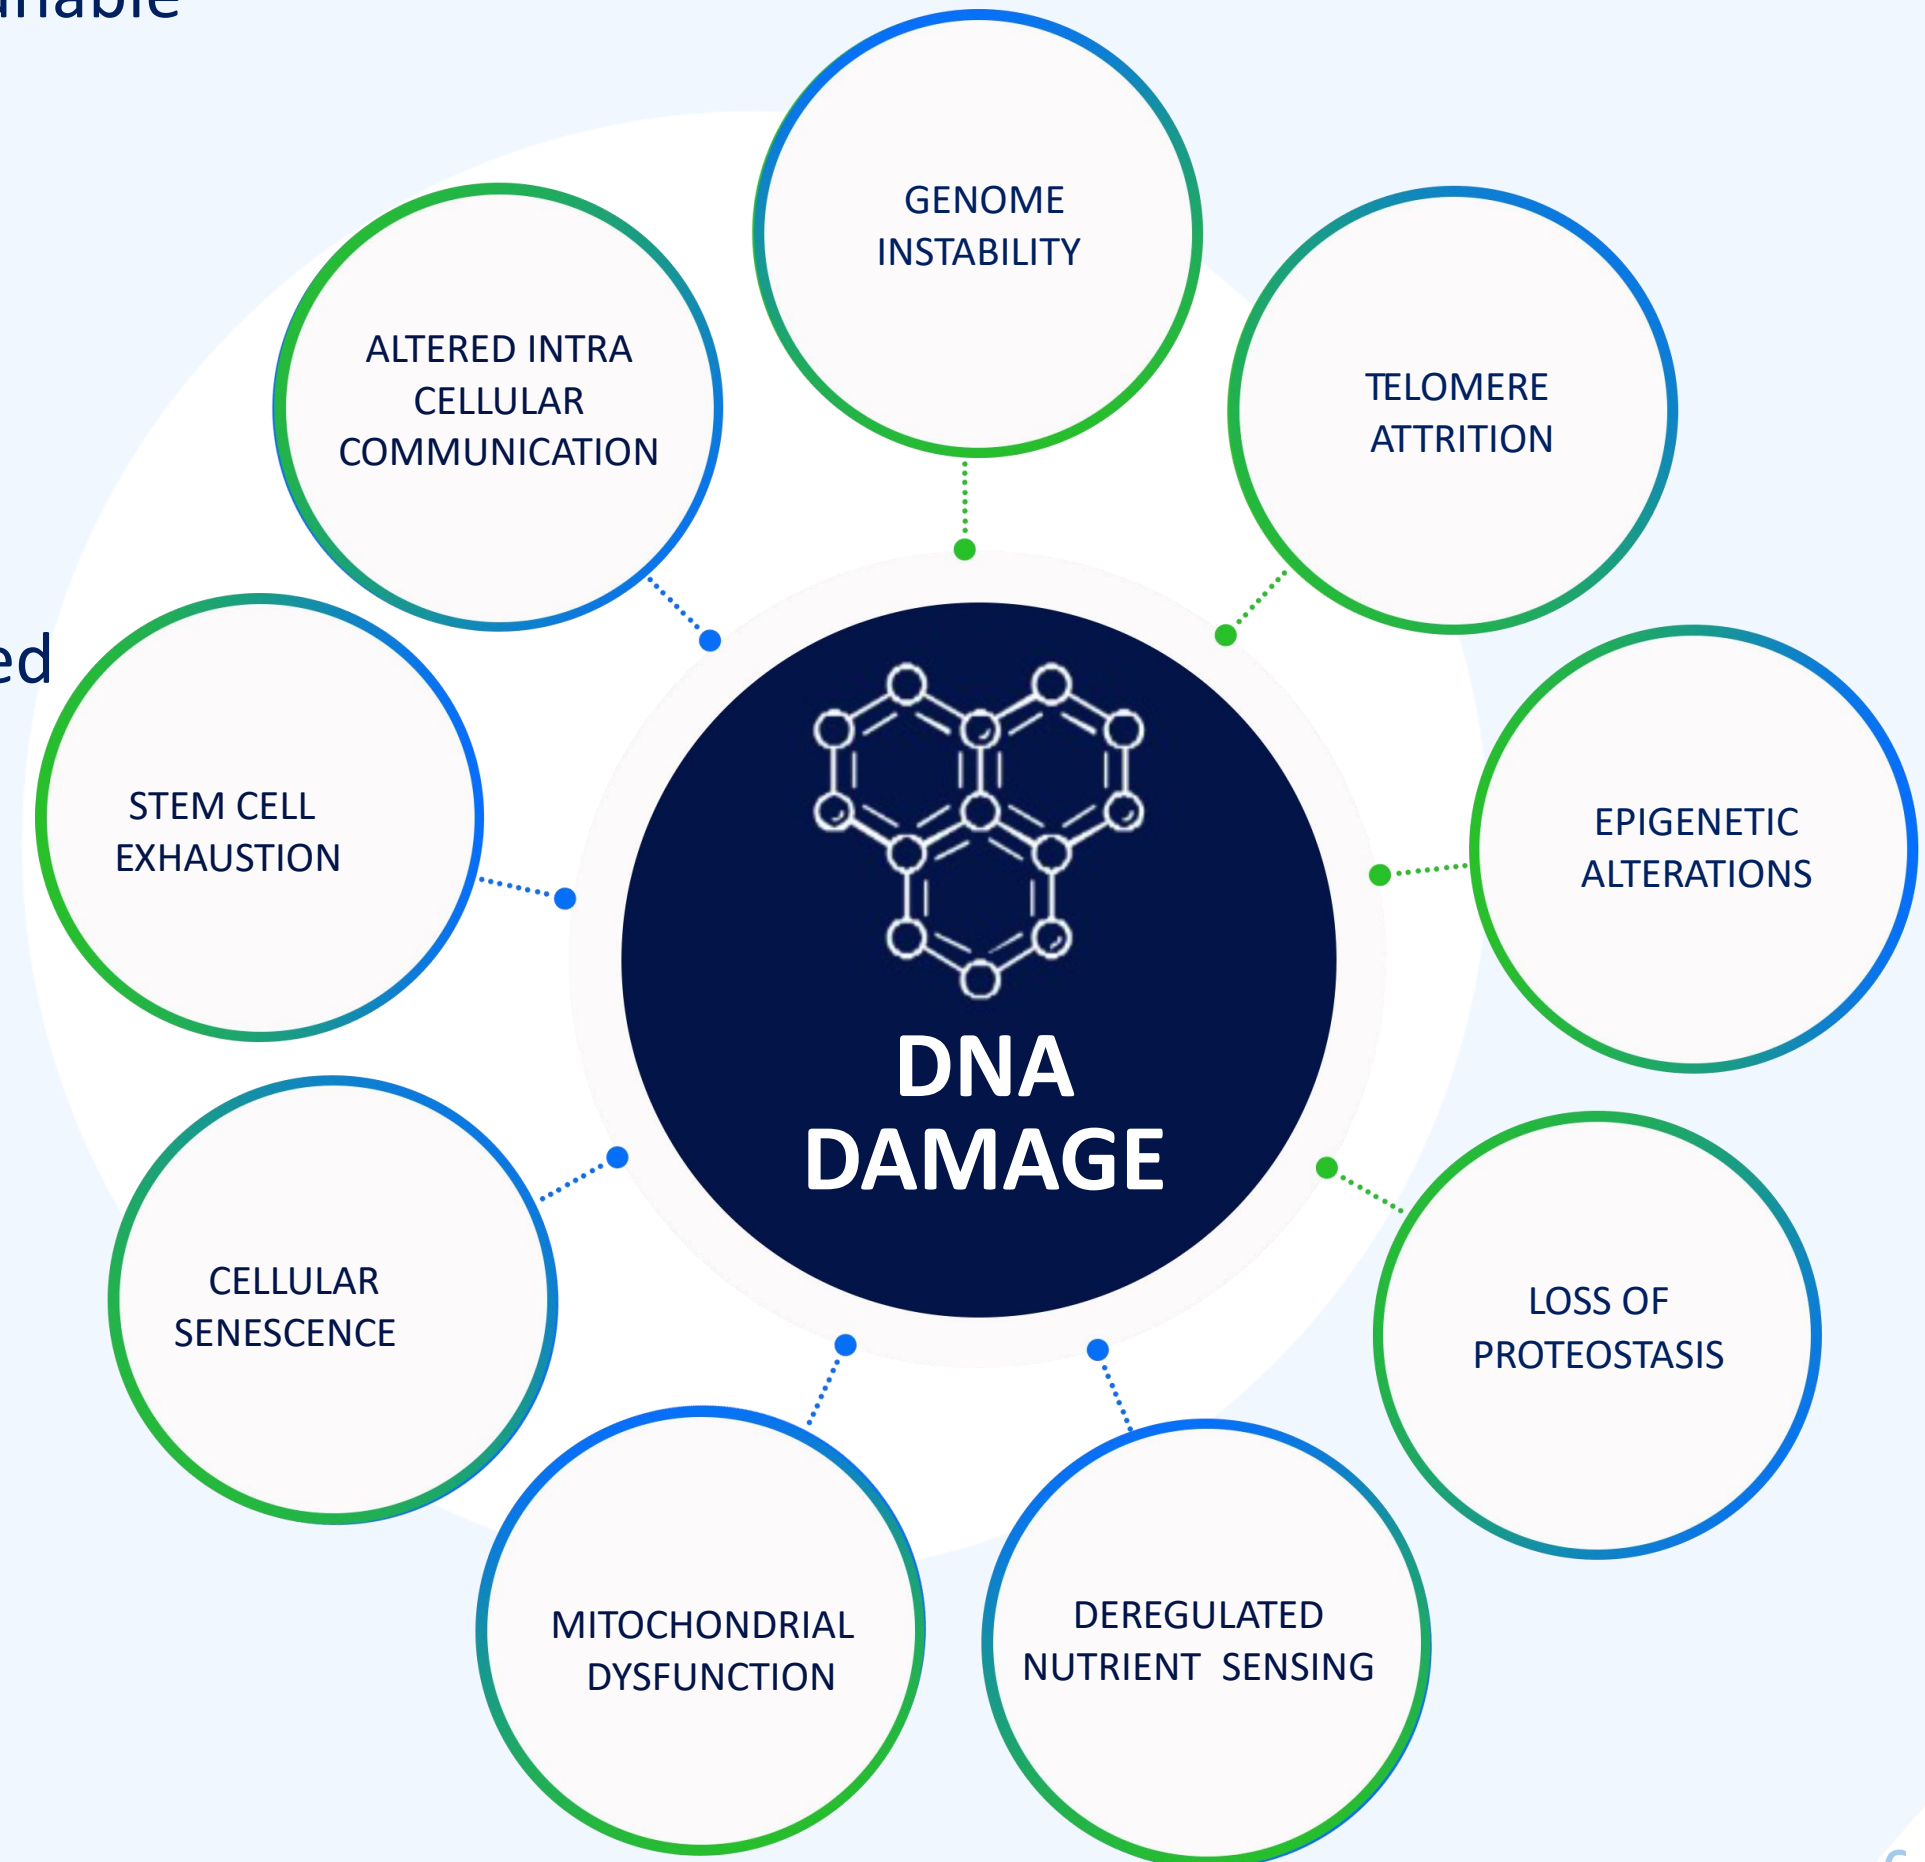 GENOME
INSTABILITY
TELOMERE
ATTRITION
EPIGENETIC
ALTERATIONS
LOSS OF
PROTEOSTASIS
DEREGULATED
NUTRIENT  SENSING
MITOCHONDRIAL
DYSFUNCTION
CELLULAR
SENESCENCE
STEM CELL
EXHAUSTION
ALTERED INTRA
CELLULAR
COMMUNICATION
DNA
DAMAGE